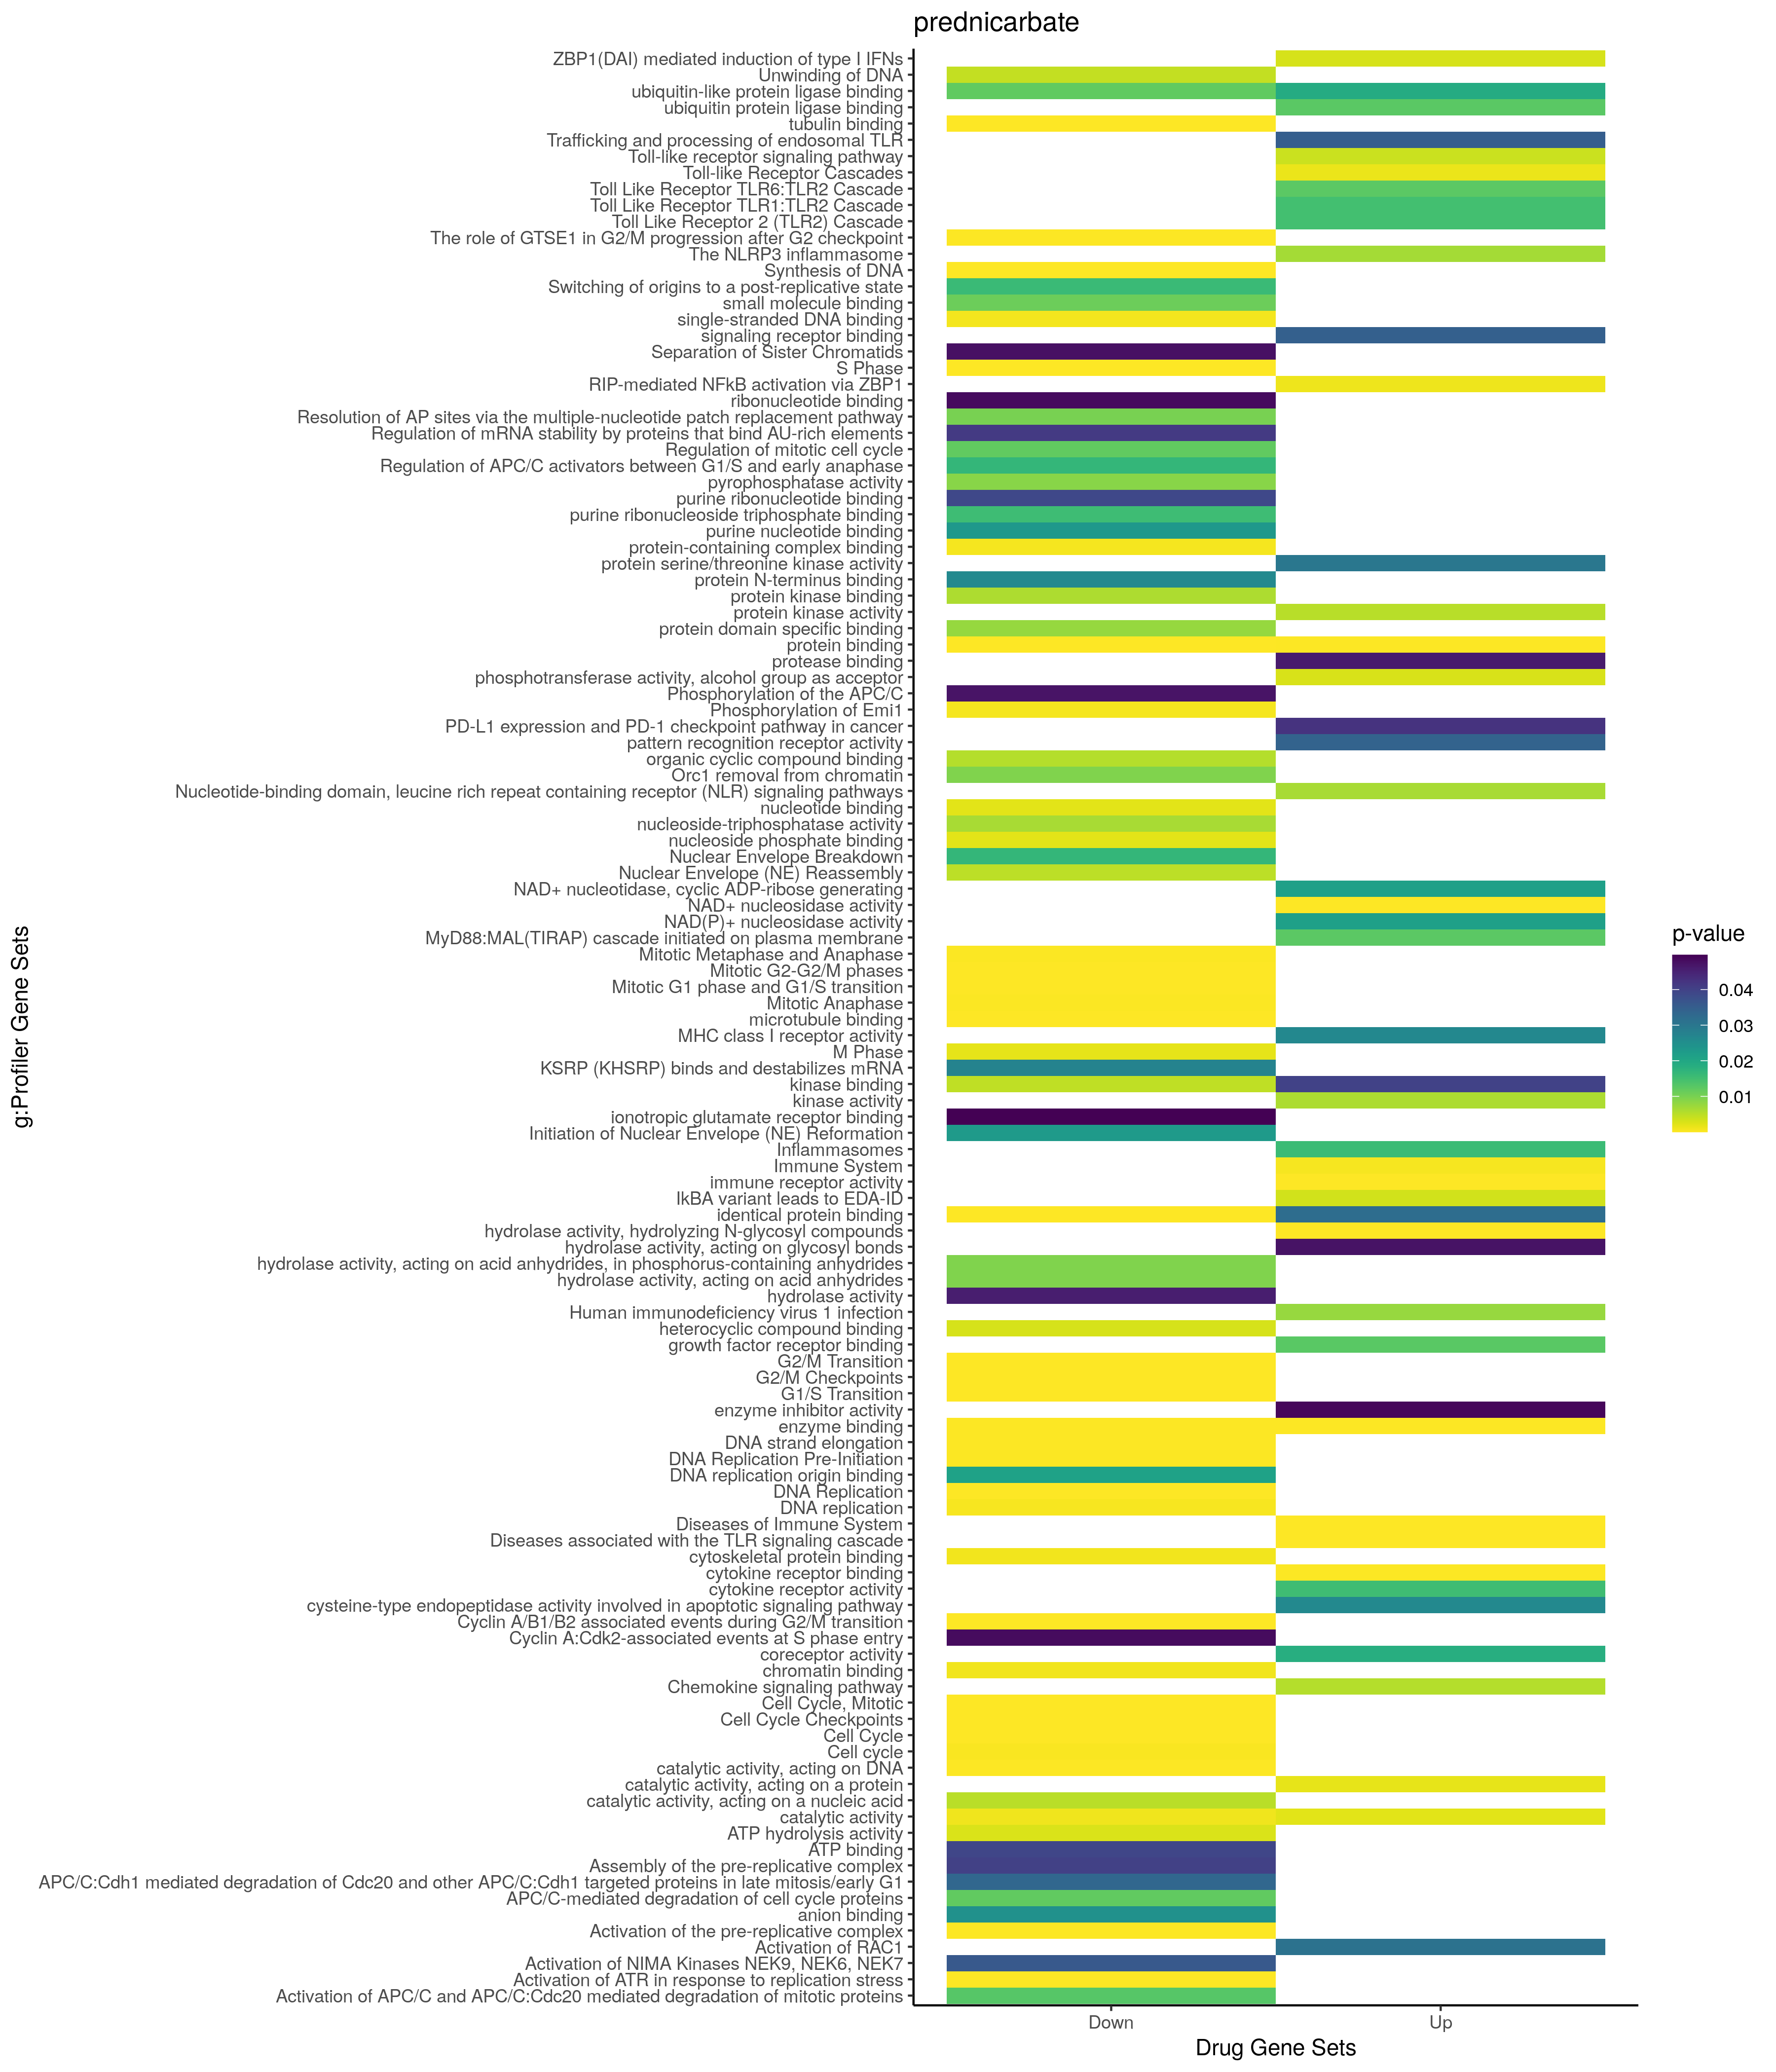 prednicarbate
ZBP1(DAI) mediated induction of type I IFNs
Unwinding of DNA
ubiquitin-like protein ligase binding
ubiquitin protein ligase binding
tubulin binding
Trafficking and processing of endosomal TLR
Toll-like receptor signaling pathway
Toll-like Receptor Cascades
Toll Like Receptor TLR6:TLR2 Cascade
Toll Like Receptor TLR1:TLR2 Cascade
Toll Like Receptor 2 (TLR2) Cascade
The role of GTSE1 in G2/M progression after G2 checkpoint
The NLRP3 inflammasome
Synthesis of DNA
Switching of origins to a post-replicative state
small molecule binding
single-stranded DNA binding
signaling receptor binding
Separation of Sister Chromatids
S Phase
RIP-mediated NFkB activation via ZBP1
ribonucleotide binding
Resolution of AP sites via the multiple-nucleotide patch replacement pathway
Regulation of mRNA stability by proteins that bind AU-rich elements
Regulation of mitotic cell cycle
Regulation of APC/C activators between G1/S and early anaphase
pyrophosphatase activity
purine ribonucleotide binding
purine ribonucleoside triphosphate binding
purine nucleotide binding
protein-containing complex binding
protein serine/threonine kinase activity
protein N-terminus binding
protein kinase binding
protein kinase activity
protein domain specific binding
protein binding
protease binding
phosphotransferase activity, alcohol group as acceptor
Phosphorylation of the APC/C
Phosphorylation of Emi1
PD-L1 expression and PD-1 checkpoint pathway in cancer
pattern recognition receptor activity
organic cyclic compound binding
Orc1 removal from chromatin
Nucleotide-binding domain, leucine rich repeat containing receptor (NLR) signaling pathways
nucleotide binding
nucleoside-triphosphatase activity
nucleoside phosphate binding
Nuclear Envelope Breakdown
Nuclear Envelope (NE) Reassembly
NAD+ nucleotidase, cyclic ADP-ribose generating
NAD+ nucleosidase activity
NAD(P)+ nucleosidase activity
MyD88:MAL(TIRAP) cascade initiated on plasma membrane
Mitotic Metaphase and Anaphase
Mitotic G2-G2/M phases
Mitotic G1 phase and G1/S transition
Mitotic Anaphase
microtubule binding
MHC class I receptor activity
M Phase
KSRP (KHSRP) binds and destabilizes mRNA
kinase binding
kinase activity
ionotropic glutamate receptor binding
Initiation of Nuclear Envelope (NE) Reformation
Inflammasomes
Immune System
immune receptor activity
IkBA variant leads to EDA-ID
identical protein binding
hydrolase activity, hydrolyzing N-glycosyl compounds
hydrolase activity, acting on glycosyl bonds
hydrolase activity, acting on acid anhydrides, in phosphorus-containing anhydrides
hydrolase activity, acting on acid anhydrides
hydrolase activity
Human immunodeficiency virus 1 infection
heterocyclic compound binding
growth factor receptor binding
G2/M Transition
G2/M Checkpoints
G1/S Transition
enzyme inhibitor activity
enzyme binding
DNA strand elongation
DNA Replication Pre-Initiation
DNA replication origin binding
DNA Replication
DNA replication
Diseases of Immune System
Diseases associated with the TLR signaling cascade
cytoskeletal protein binding
cytokine receptor binding
cytokine receptor activity
cysteine-type endopeptidase activity involved in apoptotic signaling pathway
Cyclin A/B1/B2 associated events during G2/M transition
Cyclin A:Cdk2-associated events at S phase entry
coreceptor activity
chromatin binding
Chemokine signaling pathway
Cell Cycle, Mitotic
Cell Cycle Checkpoints
Cell Cycle
Cell cycle
catalytic activity, acting on DNA
catalytic activity, acting on a protein
catalytic activity, acting on a nucleic acid
catalytic activity
ATP hydrolysis activity
ATP binding
Assembly of the pre-replicative complex
APC/C:Cdh1 mediated degradation of Cdc20 and other APC/C:Cdh1 targeted proteins in late mitosis/early G1
APC/C-mediated degradation of cell cycle proteins
anion binding
Activation of the pre-replicative complex
Activation of RAC1
Activation of NIMA Kinases NEK9, NEK6, NEK7
Activation of ATR in response to replication stress
Activation of APC/C and APC/C:Cdc20 mediated degradation of mitotic proteins
Down
Up
Drug Gene Sets
g:Profiler Gene Sets
p-value
0.04
0.03
0.02
0.01